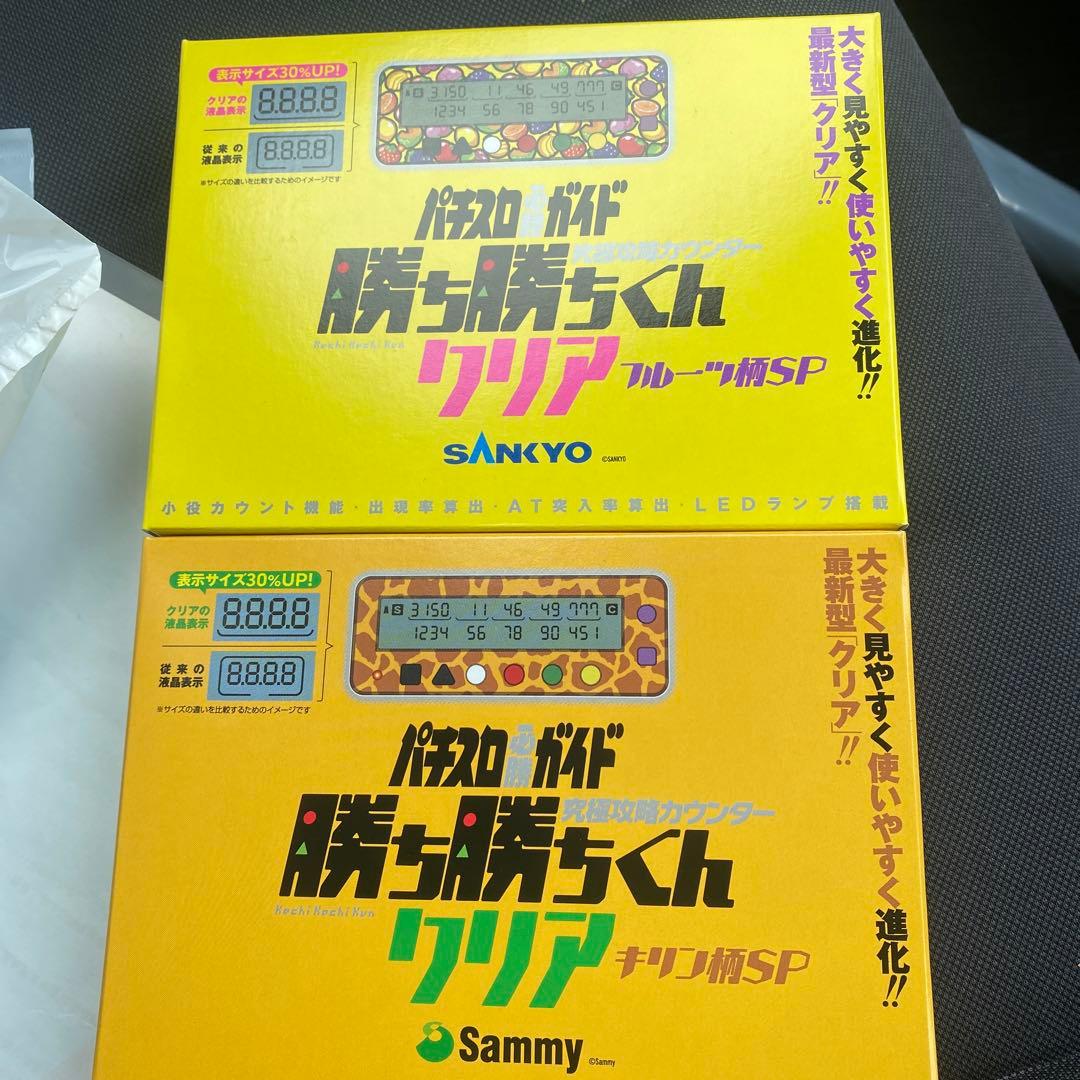 表示サイズ30%UP!
クリアの
液晶表示
8.8.8.8
従来の
液晶表示
8.8.8.8
※サイズの違いを比較するためのイメージです
S 3150 11 46 49 777 C
1234 56 78 90 451
大きく見やすく使いやすく進化!!
最新型「クリア」!!
パチスロ必勝ガイド
究極攻略カウンター
勝ち勝ちくん
Kachi Kachi Kun
クリア フルーツ柄SP
SANKYO ©SANKYO
小役カウント機能・出現率算出・AT突入率算出・LEDランプ搭載
表示サイズ30%UP!
クリアの
液晶表示
8.8.8.8
従来の
液晶表示
8.8.8.8
※サイズの違いを比較するためのイメージです
S 3150 11 46 49 777 C
1234 56 78 90 451
大きく見やすく使いやすく進化!!
最新型「クリア」!!
パチスロ必勝ガイド
究極攻略カウンター
勝ち勝ちくん
Kachi Kachi Kun
クリア キリン柄SP
Sammy ©Sammy